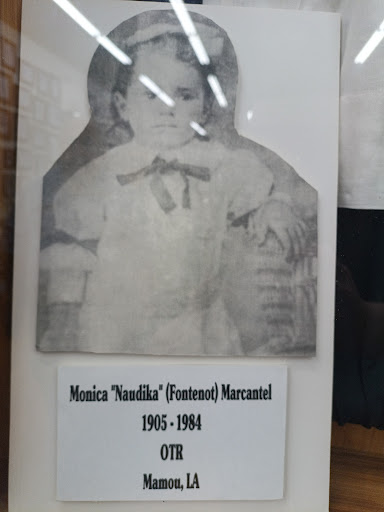 Monica "Naudika" (Fontenot) Marcantel
1905 - 1984
OTR
Mamou, LA